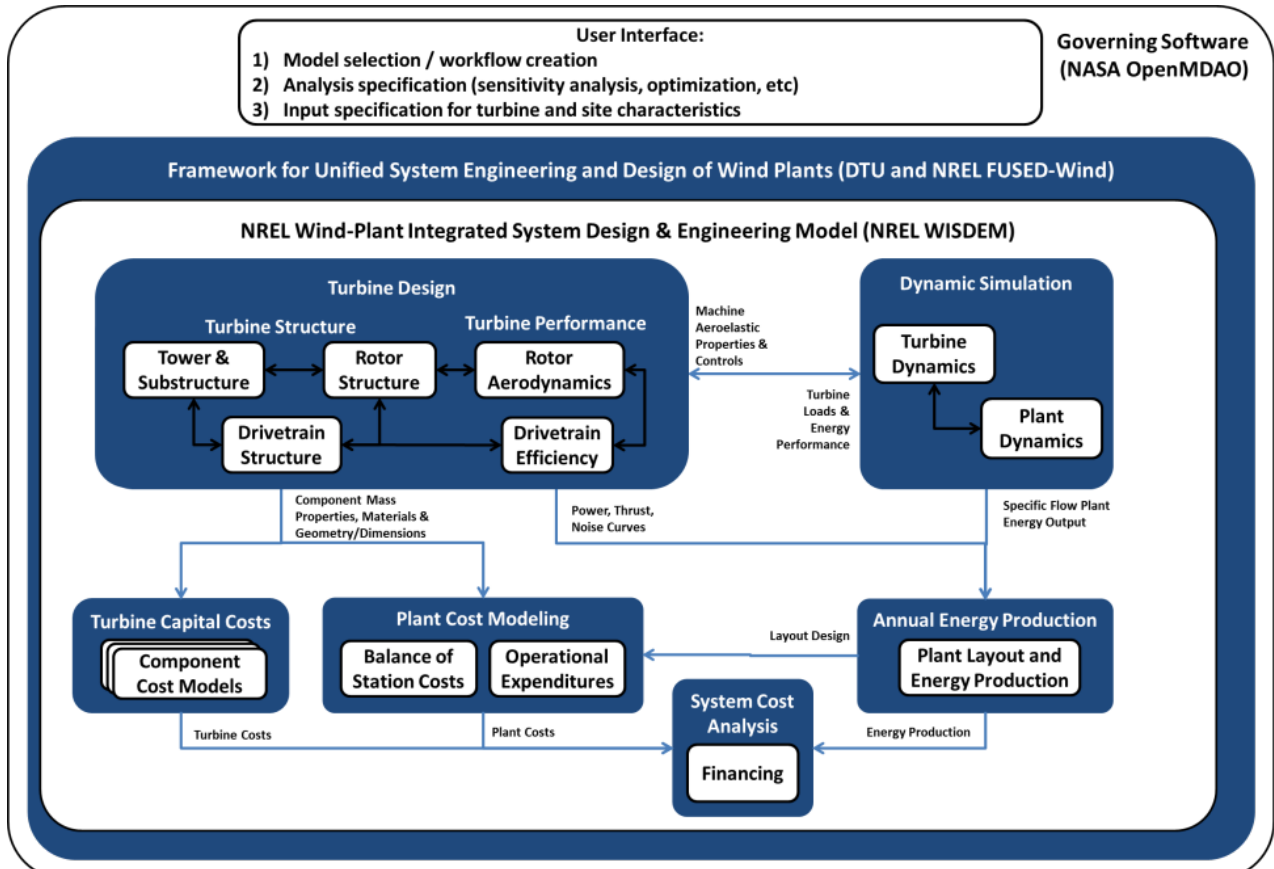 User Interface:
1) Model selection / workflow creation
2) Analysis specification (sensitivity analysis, optimization, etc)
3) Input specification for turbine and site characteristics
Governing Software
(NASA OpenMDAO)
Framework for Unified System Engineering and Design of Wind Plants (DTU and NREL FUSED-Wind)
NREL Wind-Plant Integrated System Design & Engineering Model (NREL WISDEM)
Turbine Design
Turbine Structure
Turbine Performance
Tower &
Substructure
Rotor
Structure
Rotor
Aerodynamics
Drivetrain
Structure
Drivetrain
Efficiency
Machine
Aeroelastic
Properties &
Controls
Turbine
Loads &
Energy
Performance
Dynamic Simulation
Turbine
Dynamics
Plant
Dynamics
Component Mass
Properties, Materials &
Geometry/Dimensions
Power, Thrust,
Noise Curves
Specific Flow Plant
Energy Output
Turbine Capital Costs
Component
Cost Models
Plant Cost Modeling
Balance of
Station Costs
Operational
Expenditures
Layout Design
Annual Energy Production
Plant Layout and
Energy Production
System Cost
Analysis
Financing
Turbine Costs
Plant Costs
Energy Production